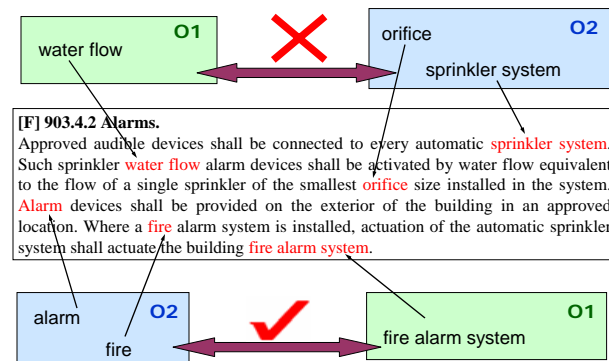 O1
water flow
orifice
O2
sprinkler system
[F] 903.4.2 Alarms.
Approved audible devices shall be connected to every automatic sprinkler system.
Such sprinkler water flow alarm devices shall be activated by water flow equivalent
to the flow of a single sprinkler of the smallest orifice size installed in the system.
Alarm devices shall be provided on the exterior of the building in an approved
location. Where a fire alarm system is installed, actuation of the automatic sprinkler
system shall actuate the building fire alarm system.
alarm
O2
fire
O1
fire alarm system